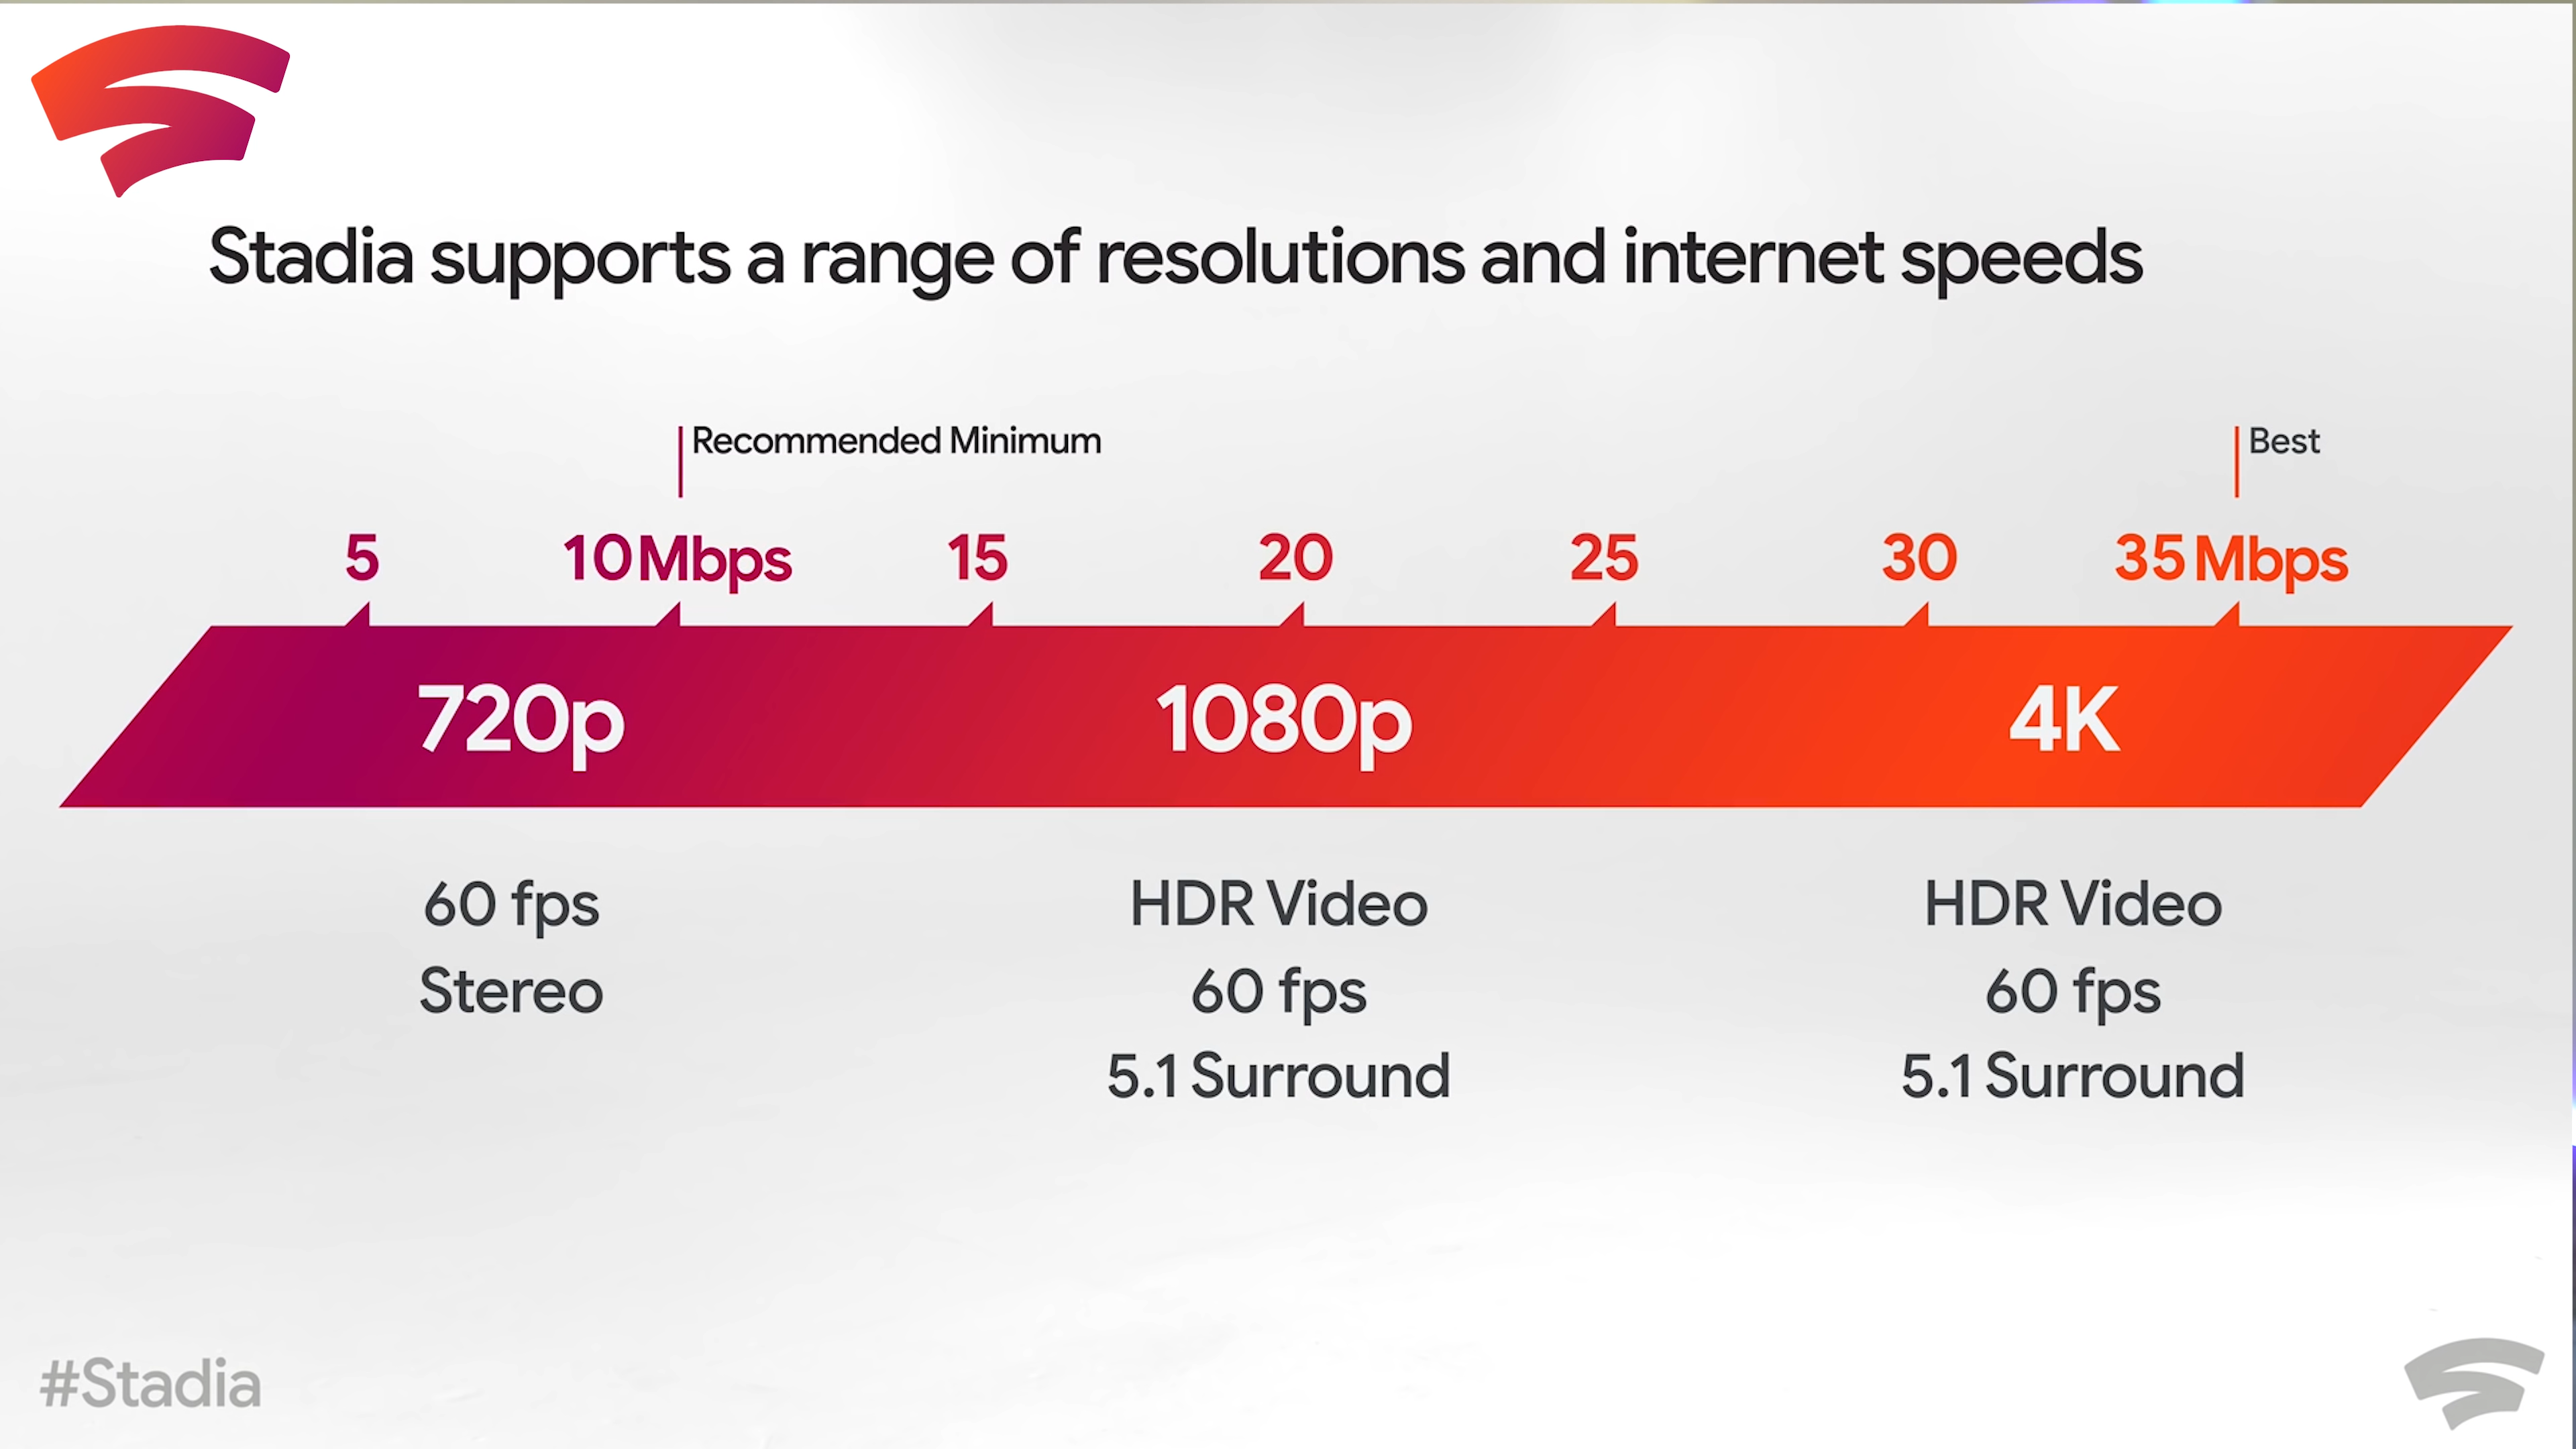 Stadia supports a range of resolutions and internet speeds
Recommended Minimum
Best
5 10 Mbps 15 20 25 30 35 Mbps
720p 1080p 4K
60 fps HDR Video HDR Video
Stereo 60 fps 60 fps
5.1 Surround 5.1 Surround
#Stadia